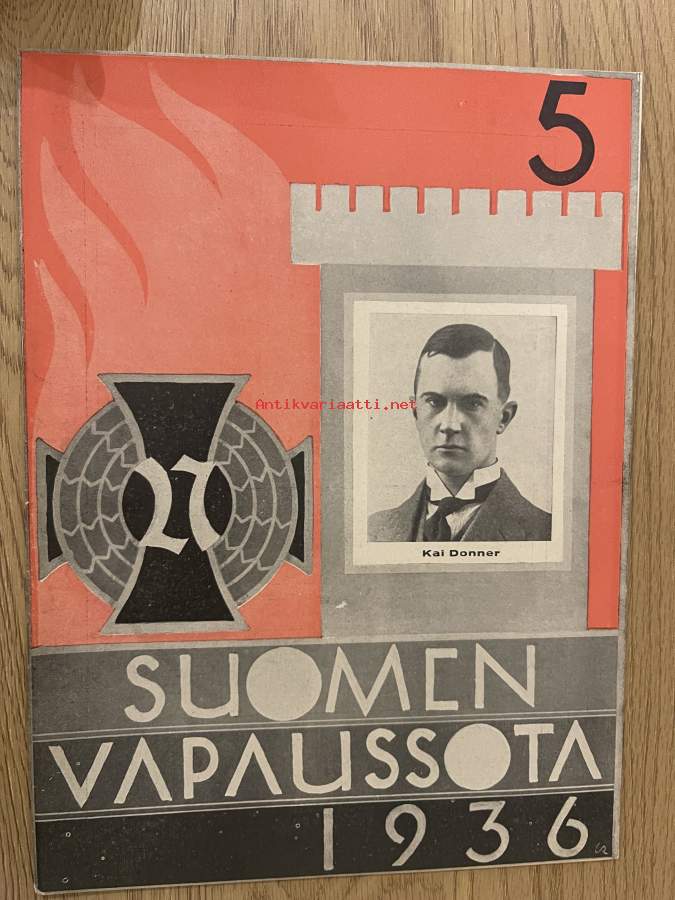 5
Antikvariaatti.net
Kai Donner
SUOMEN
VAPAUSSOTA
1936